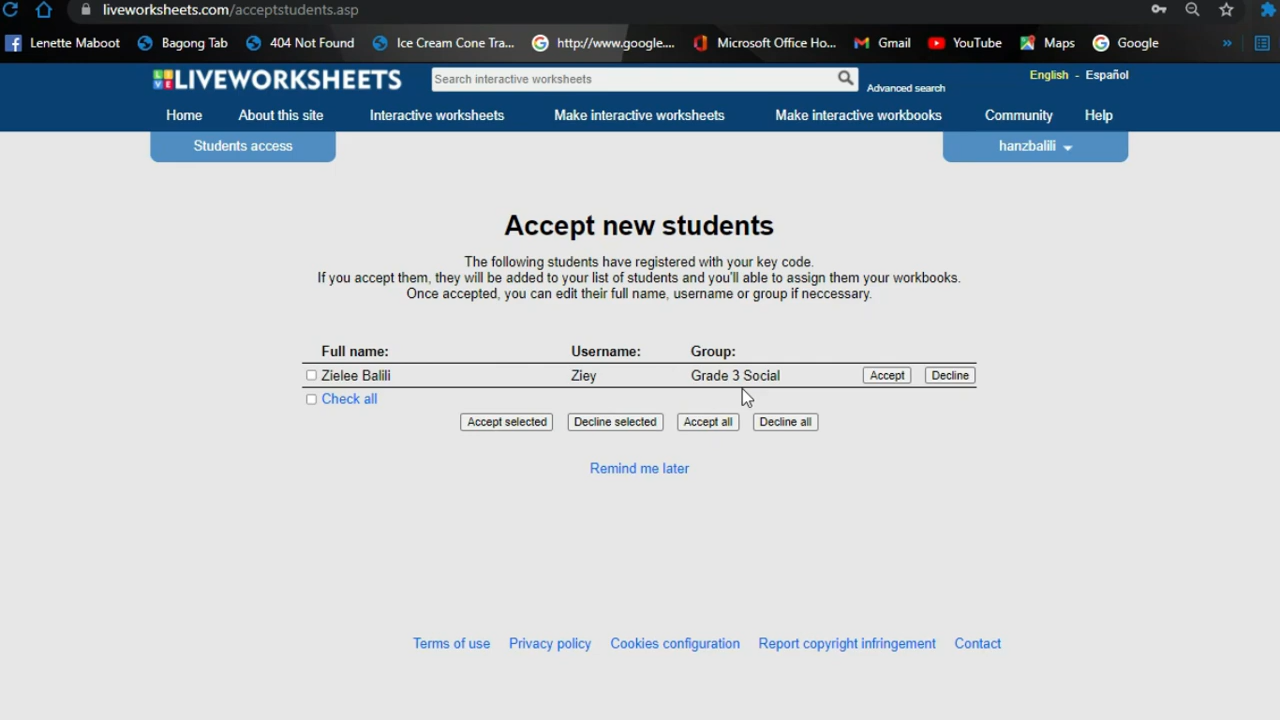 liveworksheets.com/acceptstudents.asp
Lenette Maboot Bagong Tab 404 Not Found Ice Cream Cone Tra... http://www.google.... Microsoft Office Ho... Gmail YouTube Maps Google »
LIVEWORKSHEETS Search interactive worksheets Advanced search English - Español
Home About this site Interactive worksheets Make interactive worksheets Make interactive workbooks Community Help
Students access hanzbalili
Accept new students
The following students have registered with your key code.
If you accept them, they will be added to your list of students and you'll able to assign them your workbooks.
Once accepted, you can edit their full name, username or group if neccessary.
Full name: Username: Group:
Zielee Balili Ziey Grade 3 Social Accept Decline
Check all
Accept selected Decline selected Accept all Decline all
Remind me later
Terms of use Privacy policy Cookies configuration Report copyright infringement Contact